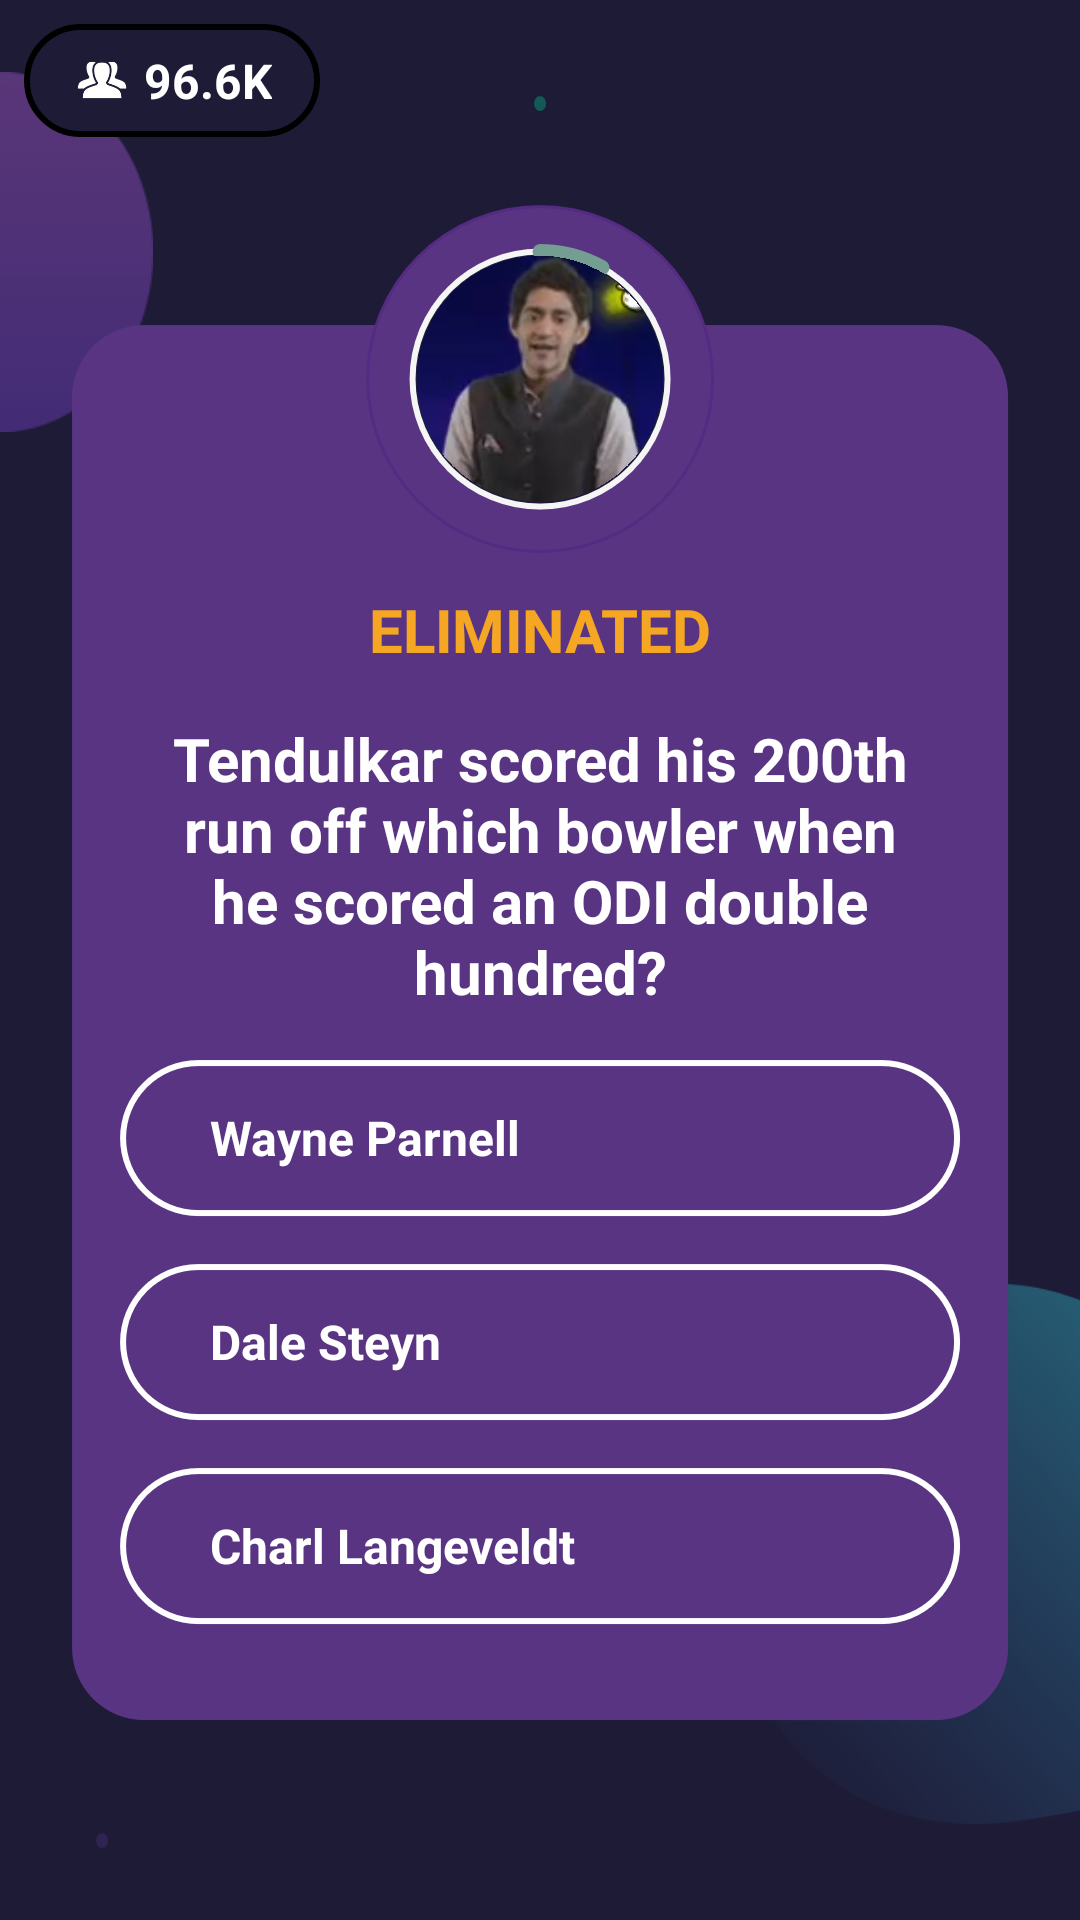 96.6K
ELIMINATED
Tendulkar scored his 200th
run off which bowler when
he scored an ODI double
hundred?
Wayne Parnell
Dale Steyn
Charl Langeveldt